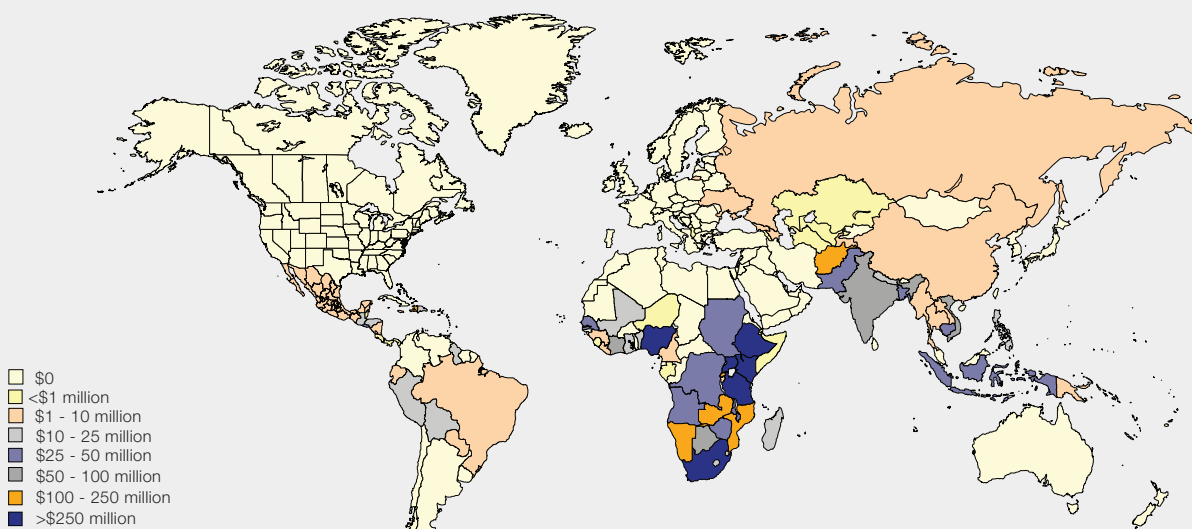 $0
<$1 million
$1 - 10 million
$10 - 25 million
$25 - 50 million
$50 - 100 million
$100 - 250 million
>$250 million